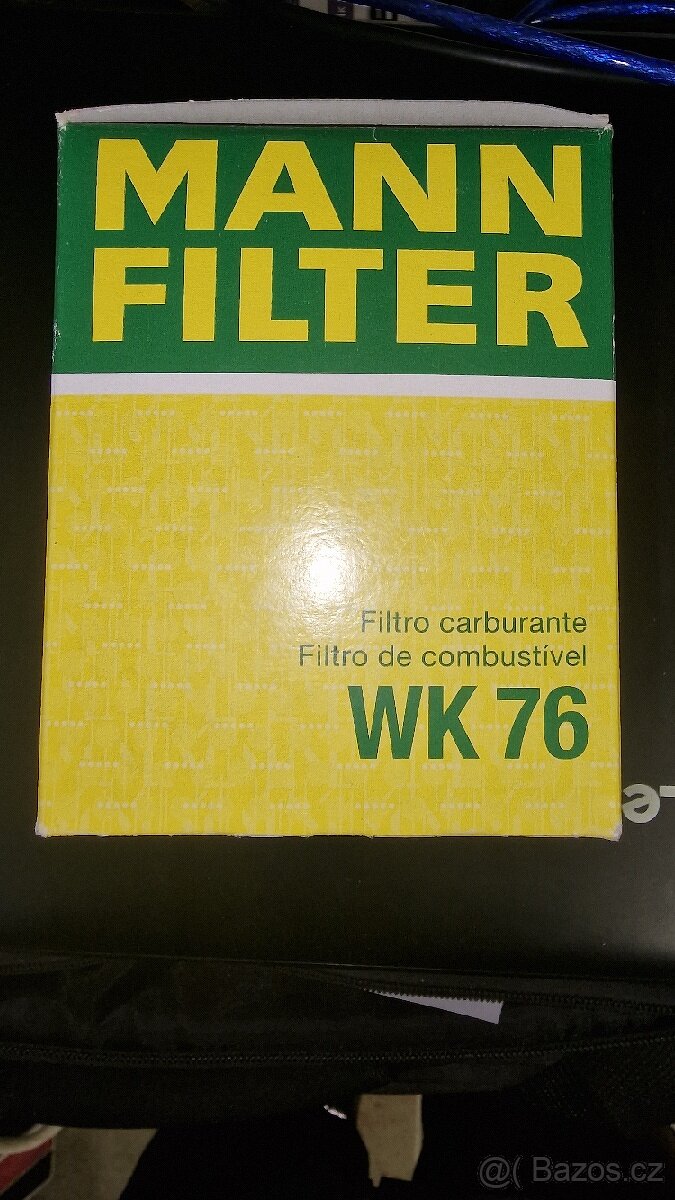 MANN
FILTER
Filtro carburante
Filtro de combustível
WK 76
@( Bazos.cz